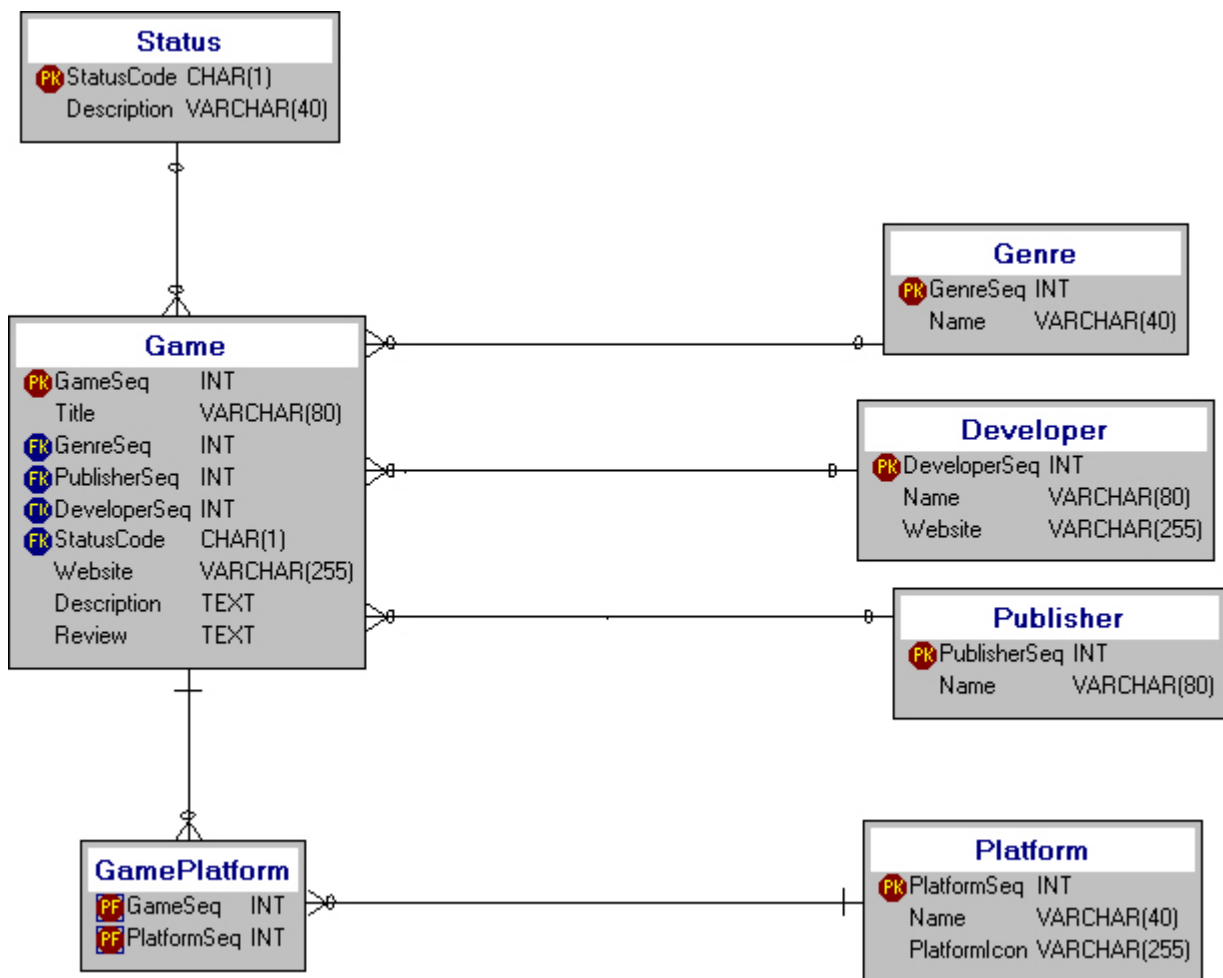 Status
PK StatusCode CHAR(1)
Description VARCHAR(40)
Genre
PK GenreSeq INT
Name VARCHAR(40)
Game
PK GameSeq INT
Title VARCHAR(80)
FK GenreSeq INT
FK PublisherSeq INT
FK DeveloperSeq INT
FK StatusCode CHAR(1)
Website VARCHAR(255)
Description TEXT
Review TEXT
Developer
PK DeveloperSeq INT
Name VARCHAR(80)
Website VARCHAR(255)
Publisher
PK PublisherSeq INT
Name VARCHAR(80)
GamePlatform
PF GameSeq INT
PF PlatformSeq INT
Platform
PK PlatformSeq INT
Name VARCHAR(40)
PlatformIcon VARCHAR(255)